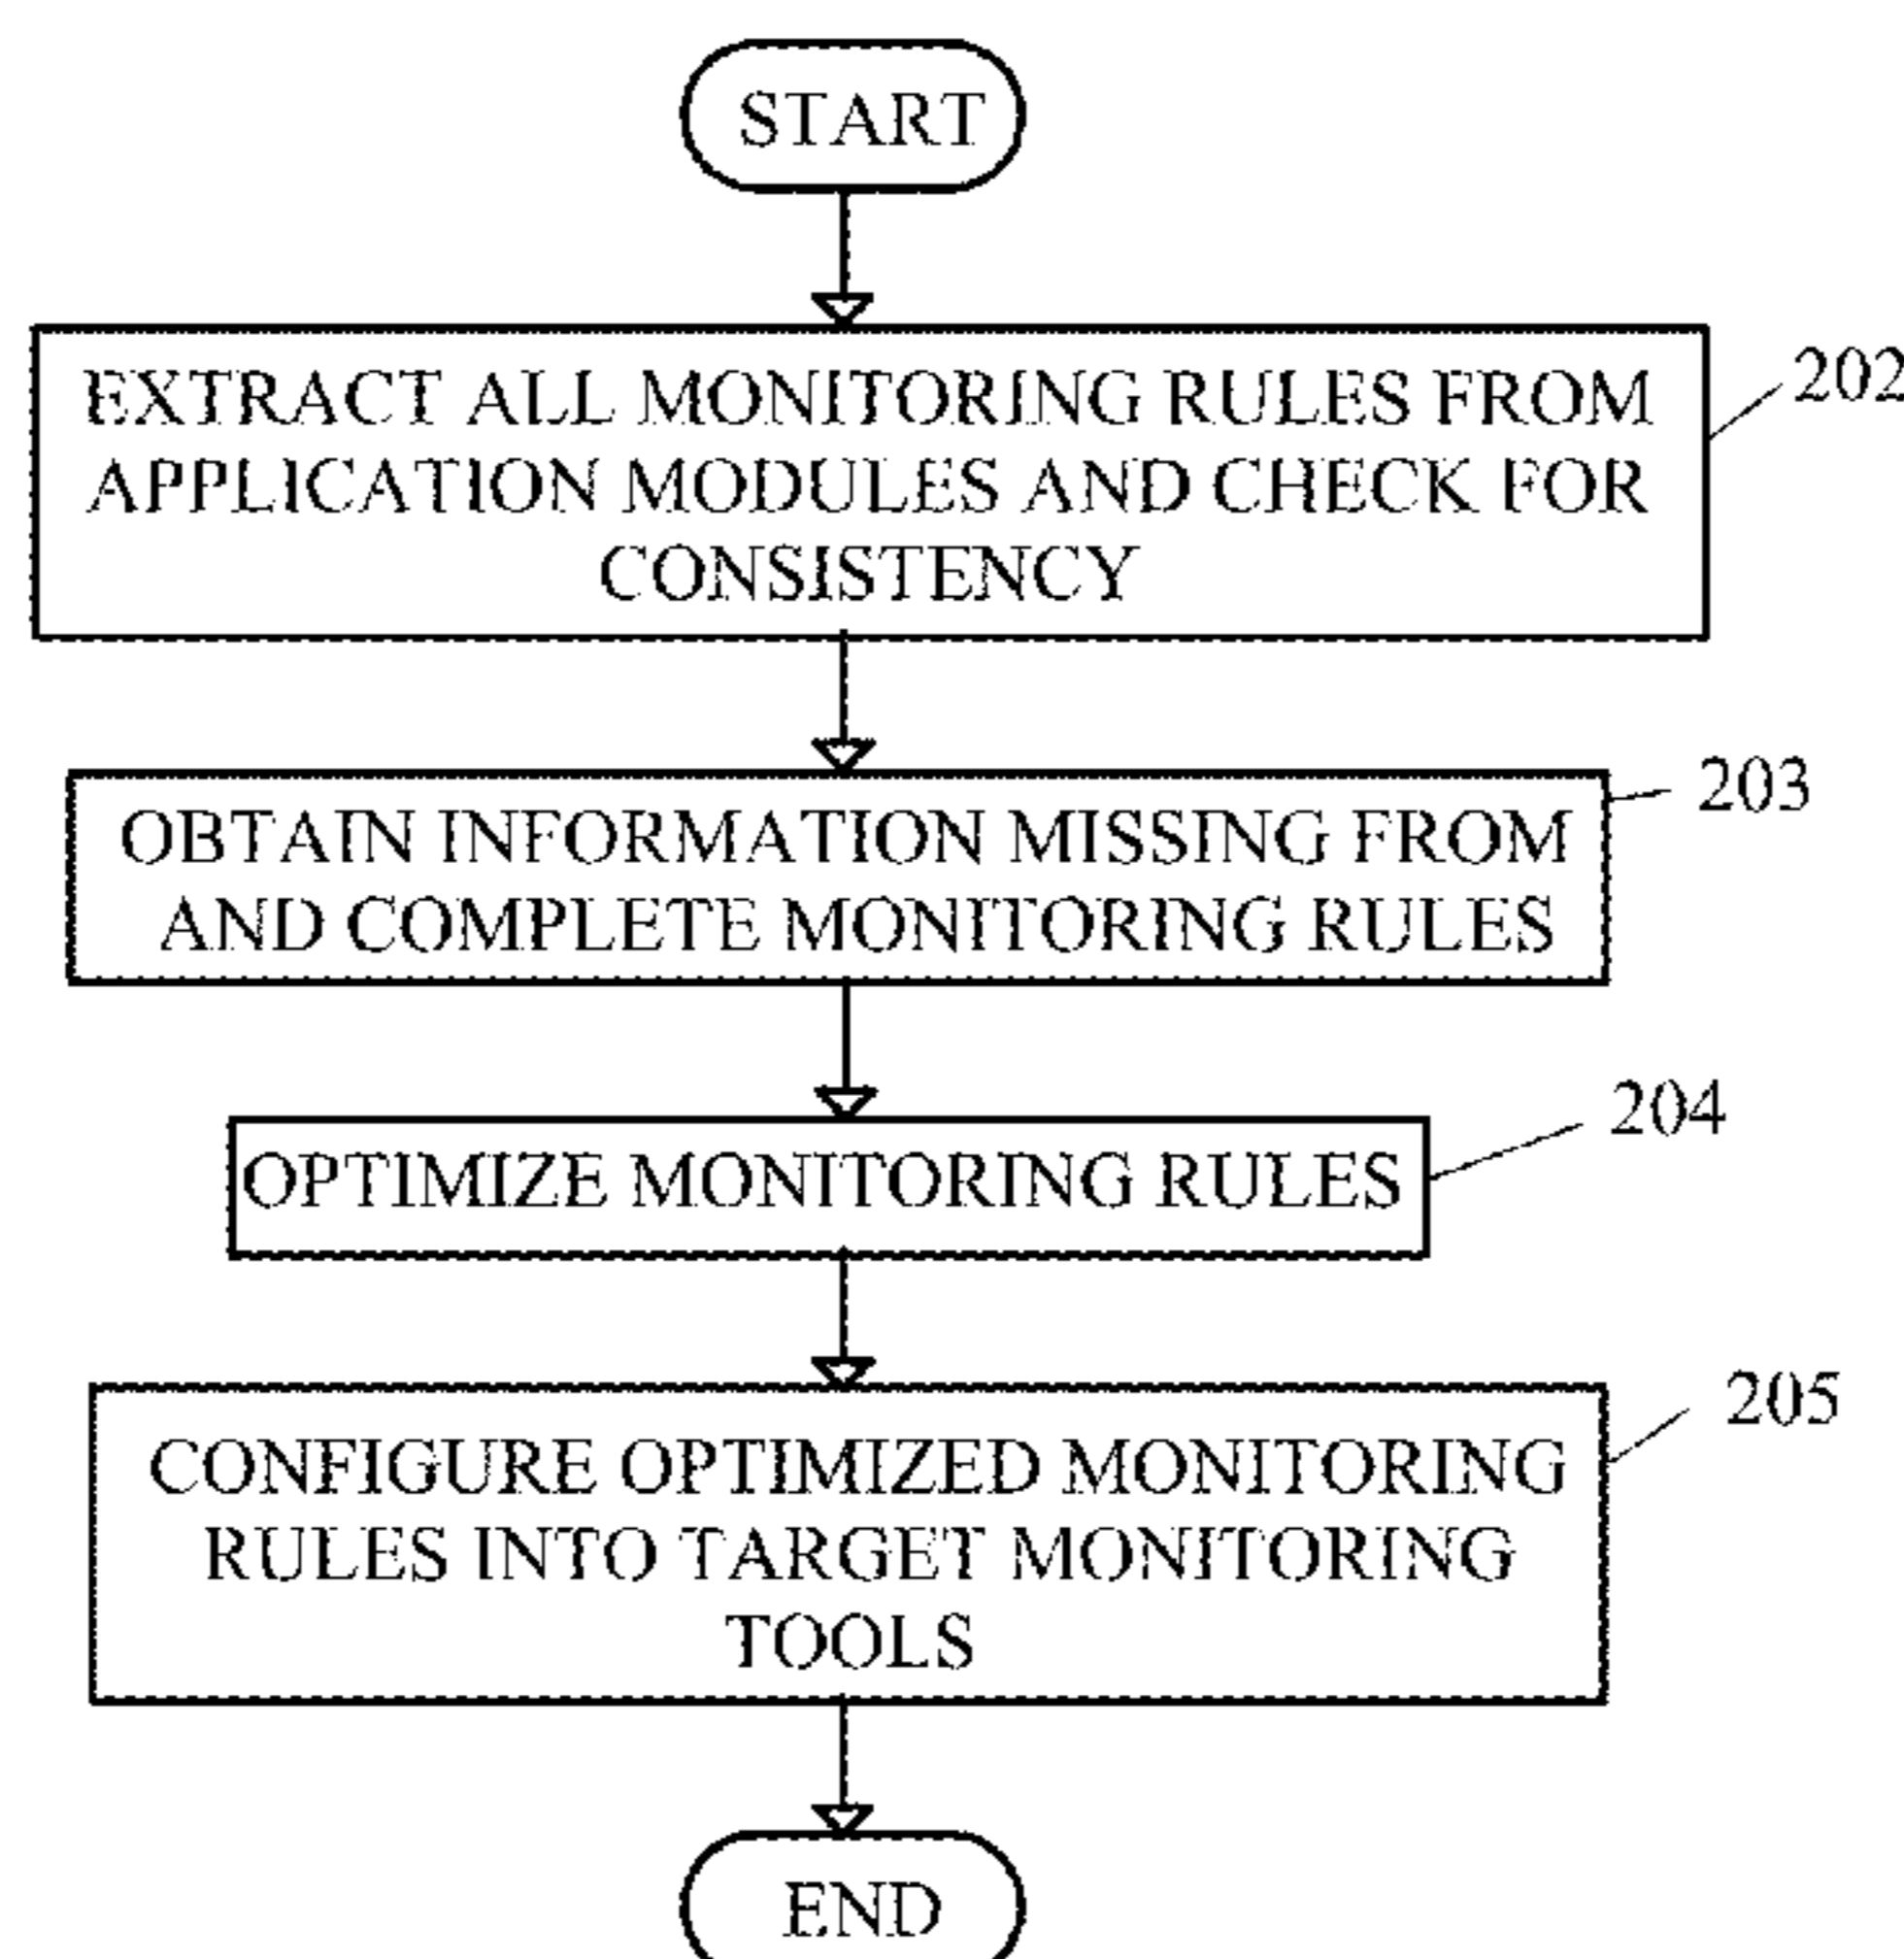 START
EXTRACT ALL MONITORING RULES FROM
APPLICATION MODULES AND CHECK FOR
CONSISTENCY
202
OBTAIN INFORMATION MISSING FROM
AND COMPLETE MONITORING RULES
203
OPTIMIZE MONITORING RULES
204
CONFIGURE OPTIMIZED MONITORING
RULES INTO TARGET MONITORING
TOOLS
205
END